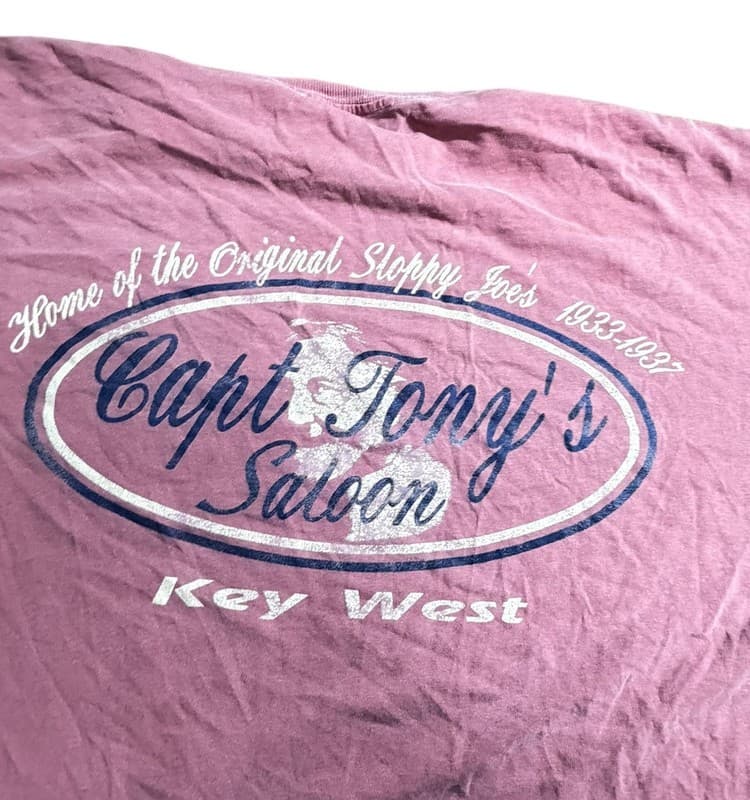 Home of the Original Sloppy Joe's 1933-1937
Capt Tony's
Saloon
Key West